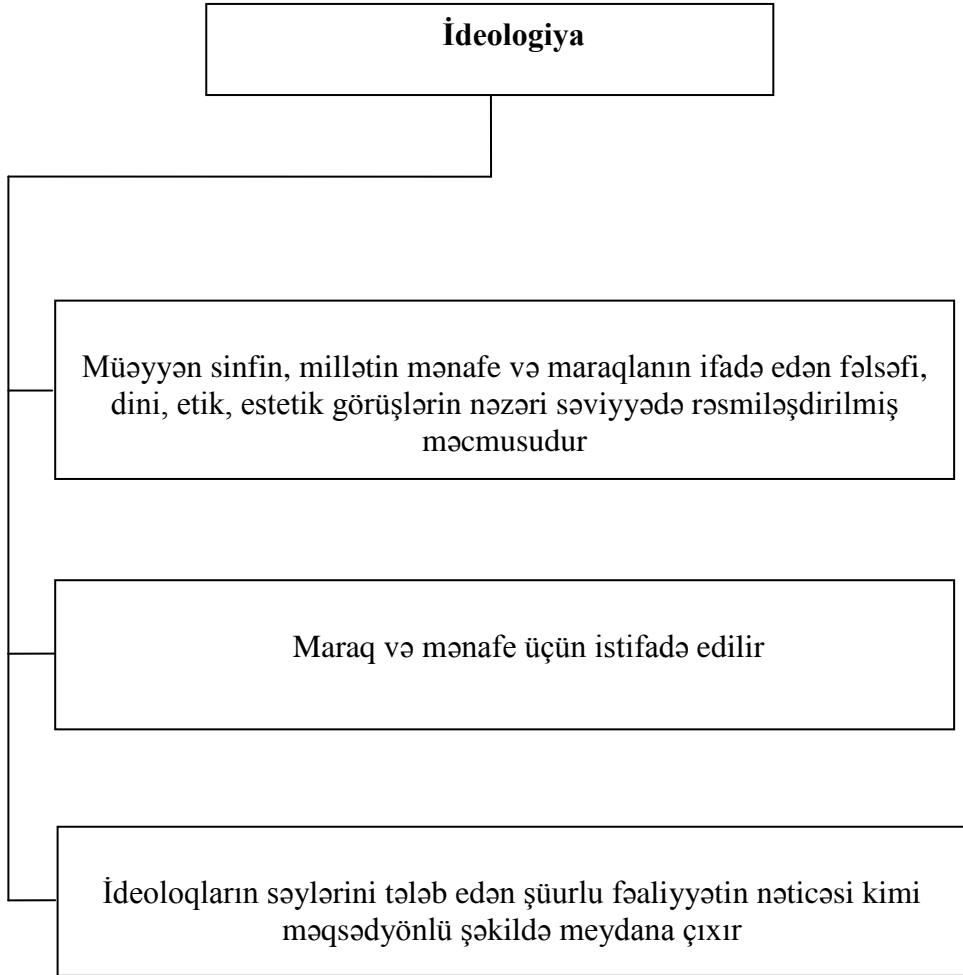 İdeologiya
Müəyyən sinfin, millətin mənafe və maraqlanın ifadə edən fəlsəfi,
dini, etik, estetik görüşlərin nəzəri səviyyədə rəsmiləşdirilmiş
məcmusudur
Maraq və mənafe üçün istifadə edilir
İdeoloqların səylərini tələb edən şüurlu fəaliyyətin nəticəsi kimi
məqsədyönlü şəkildə meydana çıxır